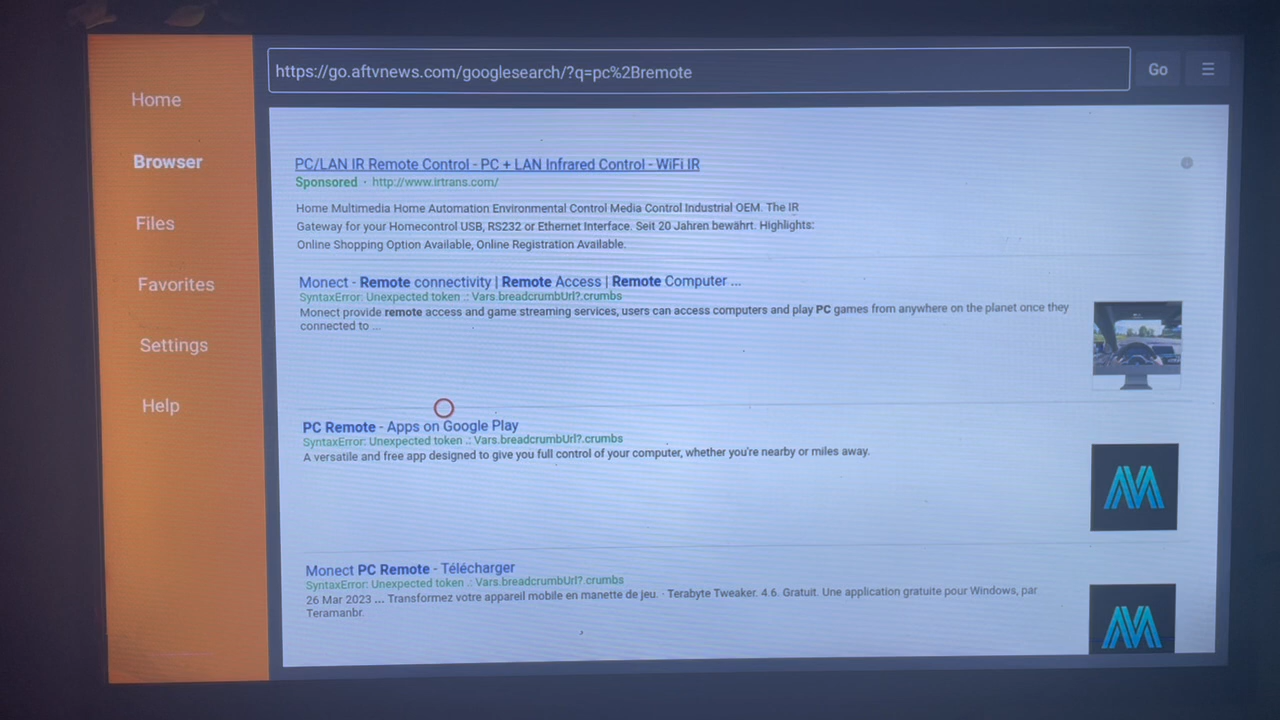 https://go.aftvnews.com/googlesearch/?q=pc%2Bremote
Go
Home
Browser
Files
Favorites
Settings
Help
PC/LAN IR Remote Control - PC + LAN Infrared Control - WiFi IR
Sponsored · http://www.irtrans.com/
Home Multimedia Home Automation Environmental Control Media Control Industrial OEM. The IR
Gateway for your Homecontrol USB, RS232 or Ethernet Interface. Seit 20 Jahren bewährt. Highlights:
Online Shopping Option Available, Online Registration Available.
Monect - Remote connectivity | Remote Access | Remote Computer ...
SyntaxError: Unexpected token .: Vars.breadcrumbUrl?.crumbs
Monect provide remote access and game streaming services, users can access computers and play PC games from anywhere on the planet once they
connected to ...
PC Remote - Apps on Google Play
SyntaxError: Unexpected token .: Vars.breadcrumbUrl?.crumbs
A versatile and free app designed to give you full control of your computer, whether you're nearby or miles away.
Monect PC Remote - Télécharger
SyntaxError: Unexpected token .: Vars.breadcrumbUrl?.crumbs
26 Mar 2023 ... Transformez votre appareil mobile en manette de jeu. · Terabyte Tweaker. 4.6. Gratuit. Une application gratuite pour Windows, par
Teramanbr.